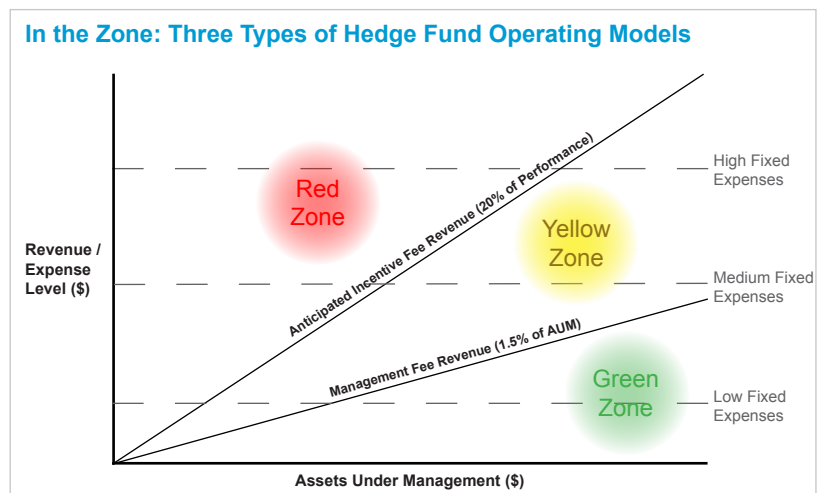 In the Zone: Three Types of Hedge Fund Operating Models
High Fixed
Expenses
Red
Zone
Anticipated Incentive Fee Revenue (20% of Performance)
Yellow
Zone
Revenue /
Expense
Level ($)
Medium Fixed
Expenses
Management Fee Revenue (1.5% of AUM)
Green
Zone
Low Fixed
Expenses
Assets Under Management ($)